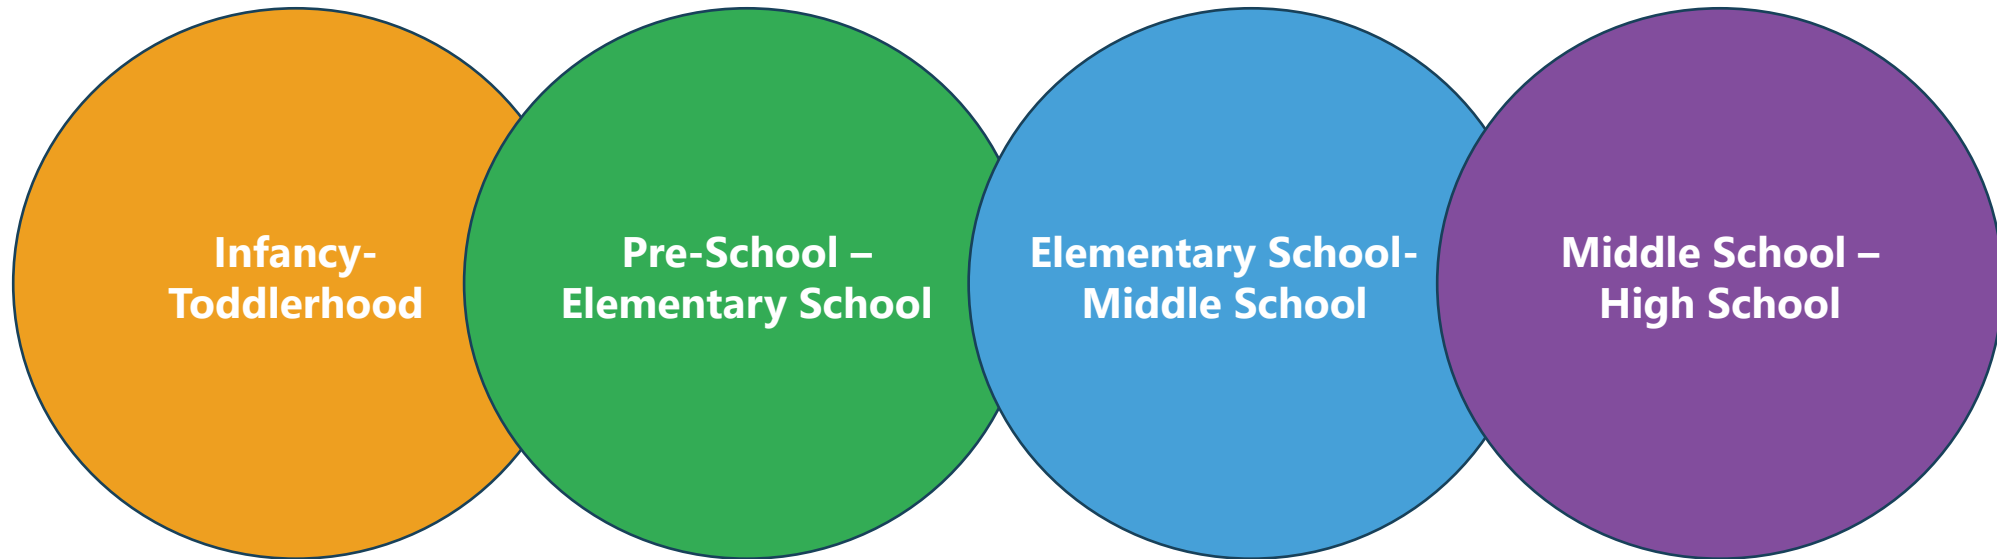 Infancy-
Toddlerhood
Pre-School –
Elementary School
Elementary School-
Middle School
Middle School –
High School